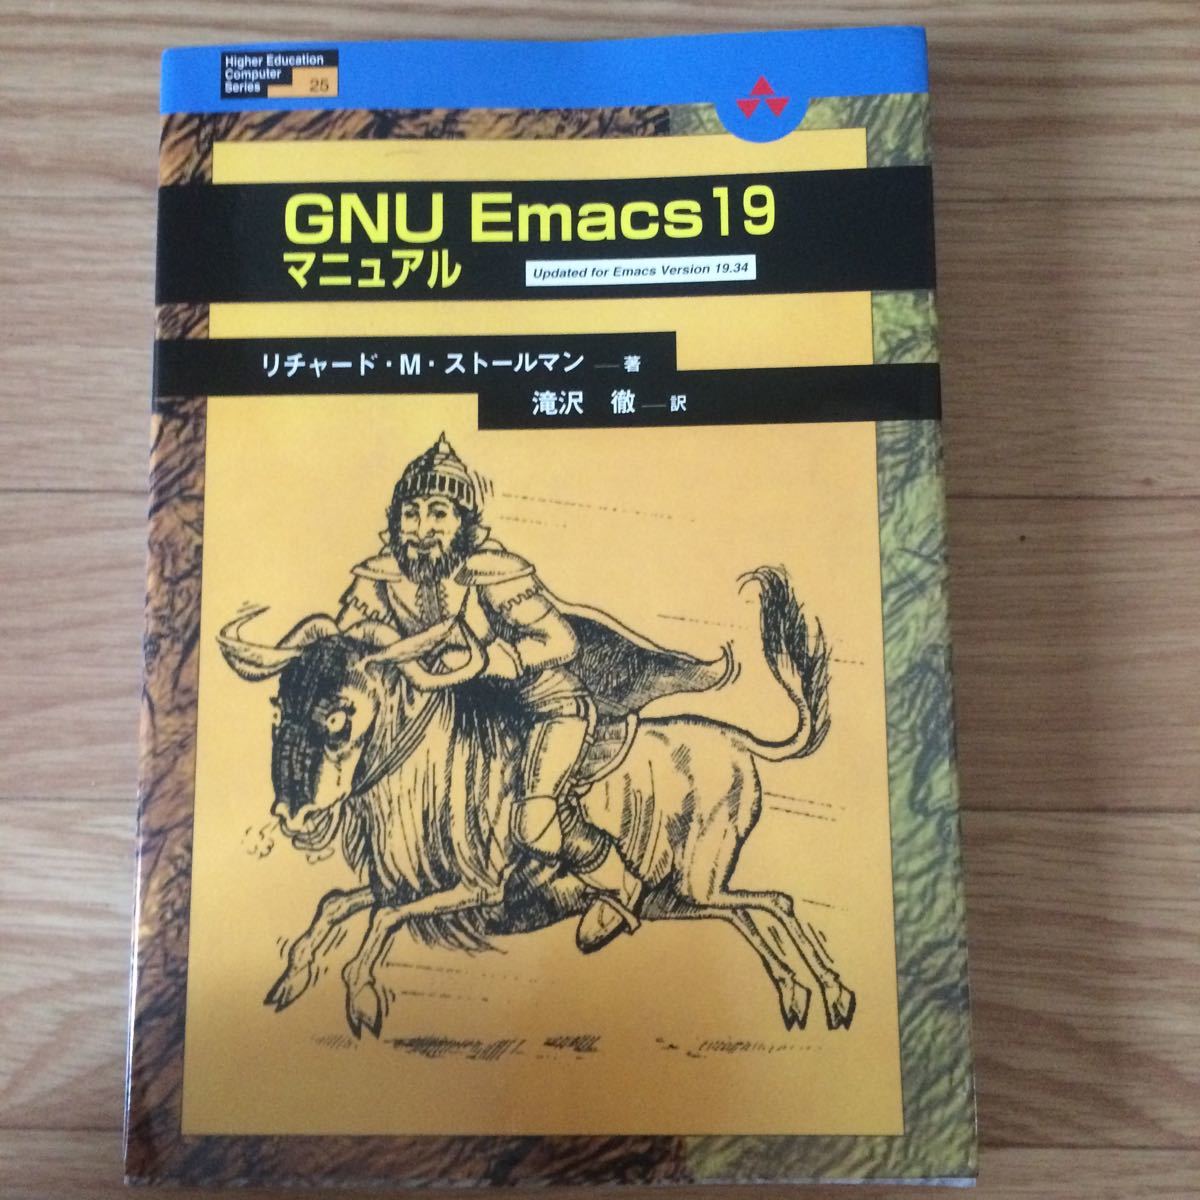 Higher Education
Computer
Series 25
GNU Emacs19
マニュアル
Updated for Emacs Version 19.34
リチャード・M・ストールマン―著
滝沢 徹―訳